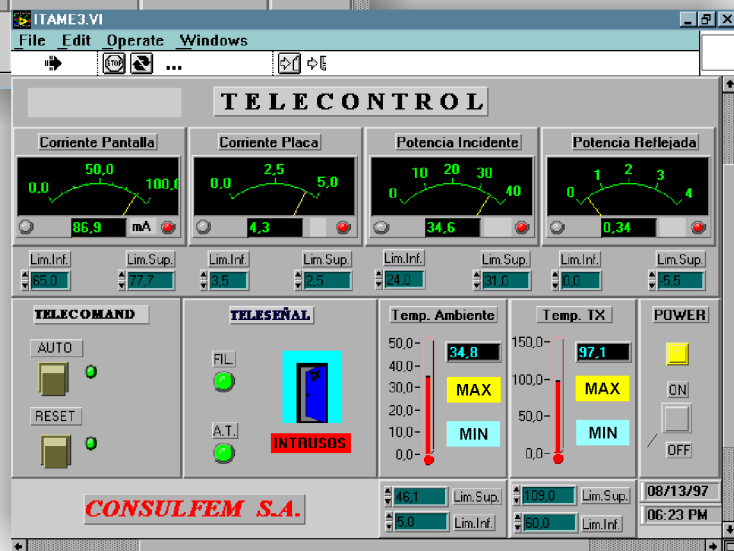 ITAME3.VI
File Edit Operate Windows
STOP ...
TELECONTROL
Corriente Pantalla Corriente Placa Potencia Incidente Potencia Reflejada
0,0 50,0 100,0
0,0 2,5 5,0
0 10 20 30 40
0 1 2 3 4
86,9 mA 4,3 34,6 0,34
Lim.Inf. Lim.Sup. Lim.Inf. Lim.Sup. Lim.Inf. Lim.Sup. Lim.Inf. Lim.Sup.
65,0 77,7 3,5 2,5 24,0 31,0 0,0 -5,5
TELECOMAND
AUTO
RESET
TELESEÑAL
FIL.
A.T.
TX
INTRUSOS
Temp. Ambiente
50,0-
40,0-
30,0-
20,0-
10,0-
0,0-
34,8
MAX
MIN
Temp. TX
150,0-
100,0-
50,0-
0,0-
97,1
MAX
MIN
POWER
ON
OFF
CONSULFEM S.A.
46,1 Lim.Sup.
5,0 Lim.Inf.
109,0 Lim.Sup.
60,0 Lim.Inf.
08/13/97
06:23 PM